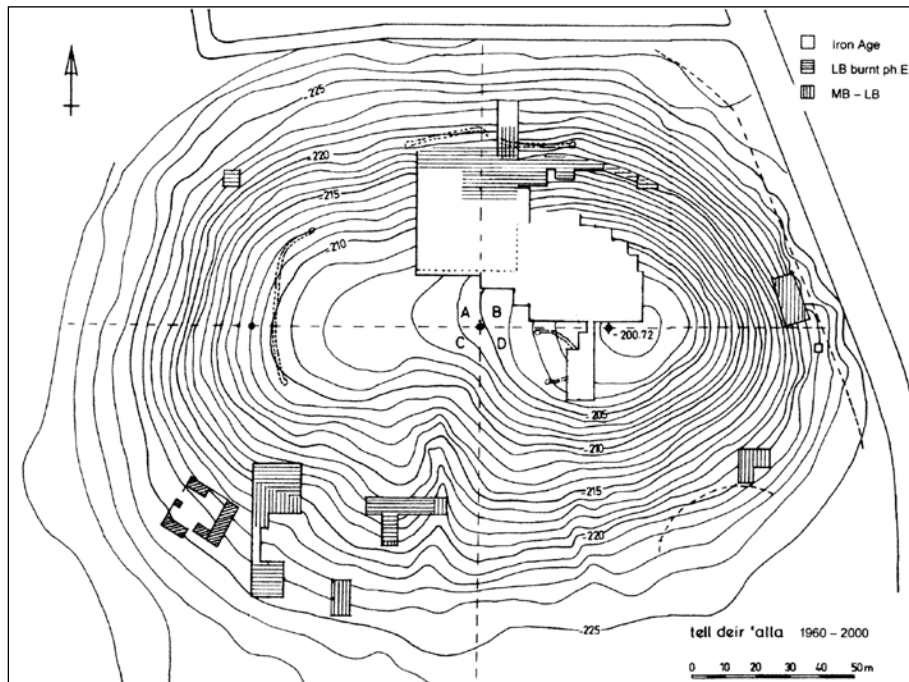 Iron Age
LB burnt ph.E
MB – LB
-225
-220
-215
-210
A B
C D
-200.72
-205
-210
-215
-220
-225
tell deir 'alla 1960 – 2000
0 10 20 30 40 50 m